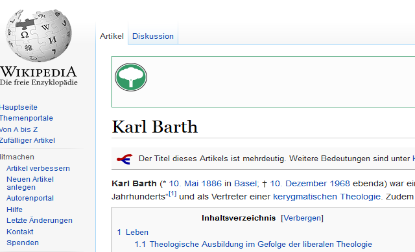 Artikel Diskussion
WIKIPEDIA
Die freie Enzyklopädie
Hauptseite
Themenportale
Von A bis Z
Zufälliger Artikel
Mitmachen
Artikel verbessern
Neuen Artikel
anlegen
Autorenportal
Hilfe
Letzte Änderungen
Kontakt
Spenden
Karl Barth
Der Titel dieses Artikels ist mehrdeutig. Weitere Bedeutungen sind unter
Karl Barth (* 10. Mai 1886 in Basel; † 10. Dezember 1968 ebenda) war ein
Jahrhunderts"[1] und als Vertreter einer kerygmatischen Theologie. Zudem
Inhaltsverzeichnis [Verbergen]
1 Leben
1.1 Theologische Ausbildung im Gefolge der liberalen Theologie